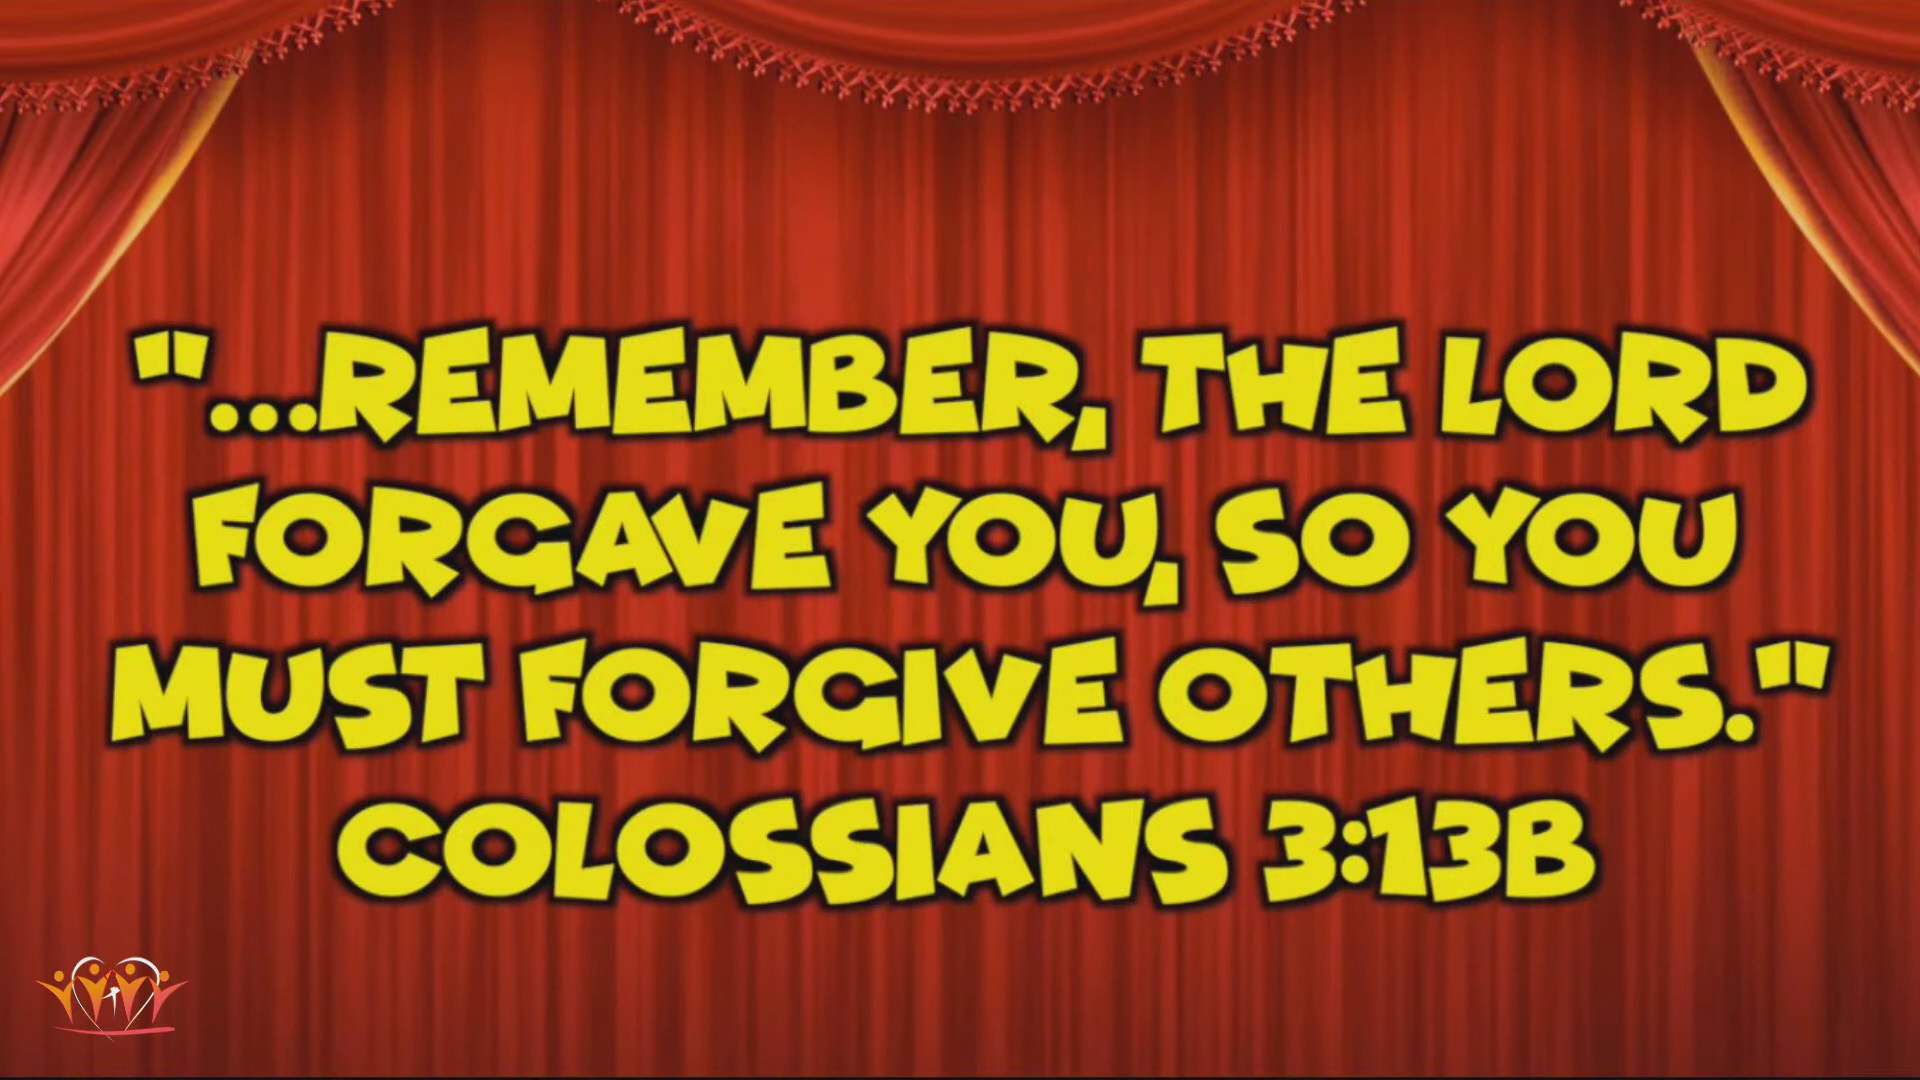 "...REMEMBER, THE LORD
FORGAVE YOU, SO YOU
MUST FORGIVE OTHERS."
COLOSSIANS 3:13B